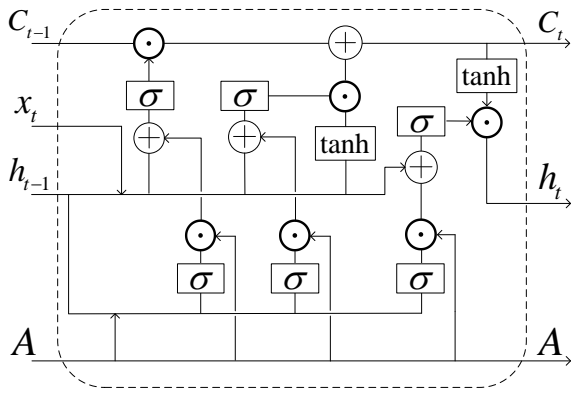 C_{t-1} C_t
tanh
σ σ
x_t σ
tanh
h_{t-1} h_t
σ σ σ
A A